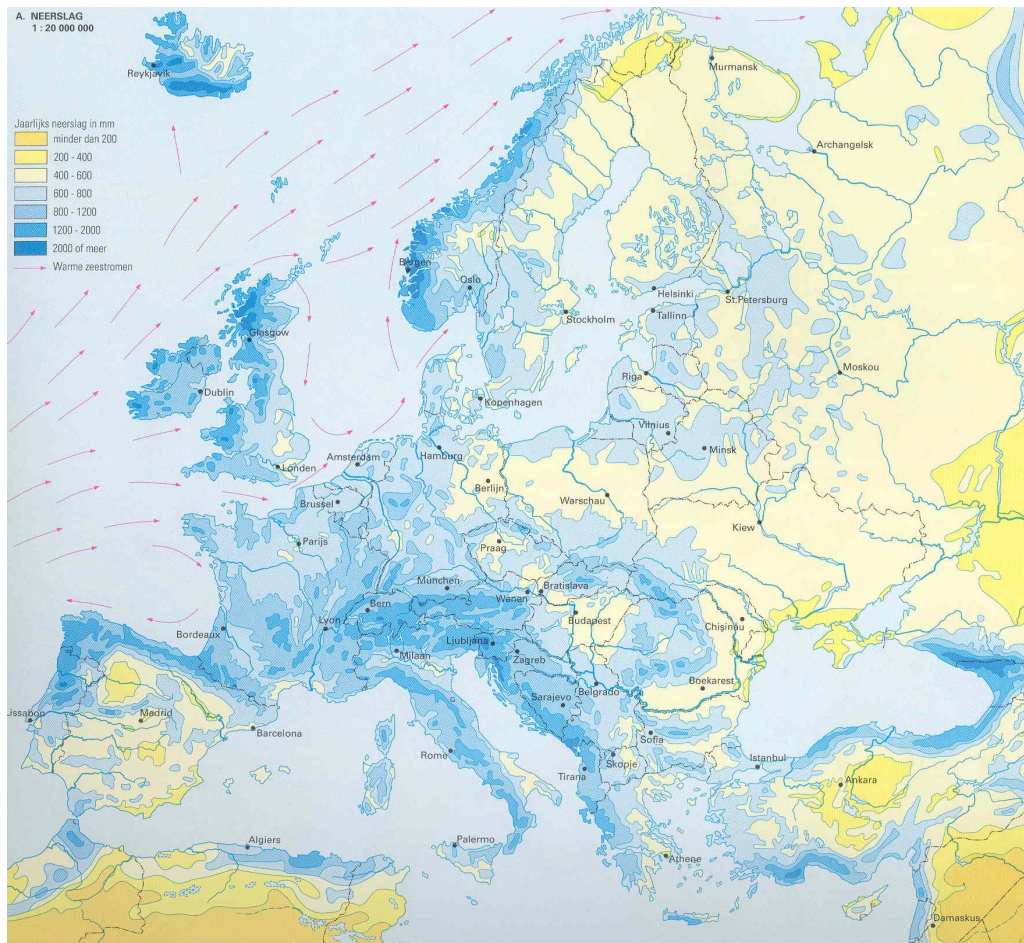 A. NEERSLAG
1 : 20 000 000
Reykjavik
Murmansk
Jaarlijks neerslag in mm
minder dan 200
200 - 400
400 - 600
600 - 800
800 - 1200
1200 - 2000
2000 of meer
Warme zeestromen
Archangelsk
Bergen
Oslo
Helsinki
St.Petersburg
Tallinn
Stockholm
Glasgow
Moskou
Riga
Dublin
Kopenhagen
Vilnius
Minsk
Hamburg
Amsterdam
Londen
Berlijn
Warschau
Brussel
Kiew
Parijs
Praag
München
Bratislava
Wenen
Bern
Budapest
Chişinău
Lyon
Bordeaux
Ljubljana
Zagreb
Milaan
Boekarest
Belgrado
Sarajevo
Lissabon
Madrid
Barcelona
Sofia
Rome
Skopje
Istanbul
Tirana
Ankara
Algiers
Palermo
Athene
Damaskus